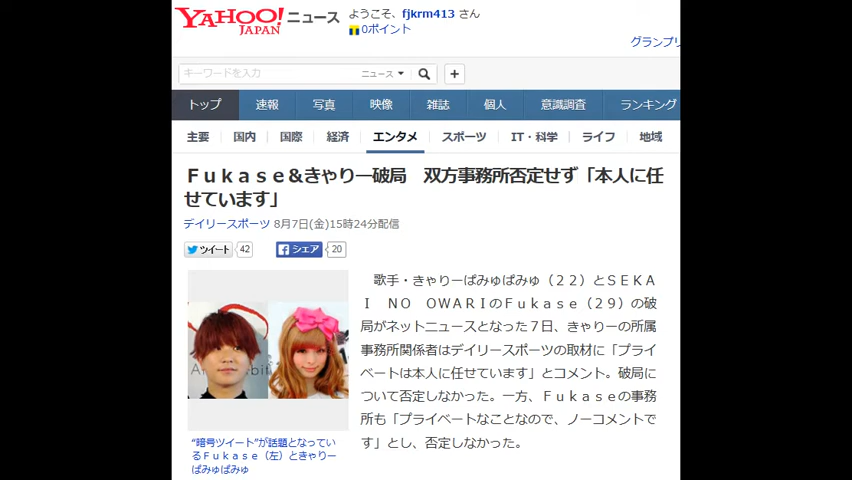 YAHOO! JAPAN ニュース
ようこそ、fjkrm413 さん
0ポイント
グランプリ
キーワードを入力 ニュース
トップ 速報 写真 映像 雑誌 個人 意識調査 ランキング
主要 国内 国際 経済 エンタメ スポーツ IT・科学 ライフ 地域
Ｆｕｋａｓｅ＆きゃりー破局　双方事務所否定せず「本人に任
せています」
デイリースポーツ 8月7日(金)15時24分配信
ツイート 42 シェア 20
歌手・きゃりーぱみゅぱみゅ（２２）とＳＥＫＡ
Ｉ　ＮＯ　ＯＷＡＲＩのＦｕｋａｓｅ（２９）の破
局がネットニュースとなった７日、きゃりーの所属
事務所関係者はデイリースポーツの取材に「プライ
ベートは本人に任せています」とコメント。破局に
ついて否定しなかった。一方、Ｆｕｋａｓｅの事務
所も「プライベートなことなので、ノーコメントで
す」とし、否定しなかった。
“暗号ツイート”が話題となってい
るＦｕｋａｓｅ（左）ときゃりー
ぱみゅぱみゅ